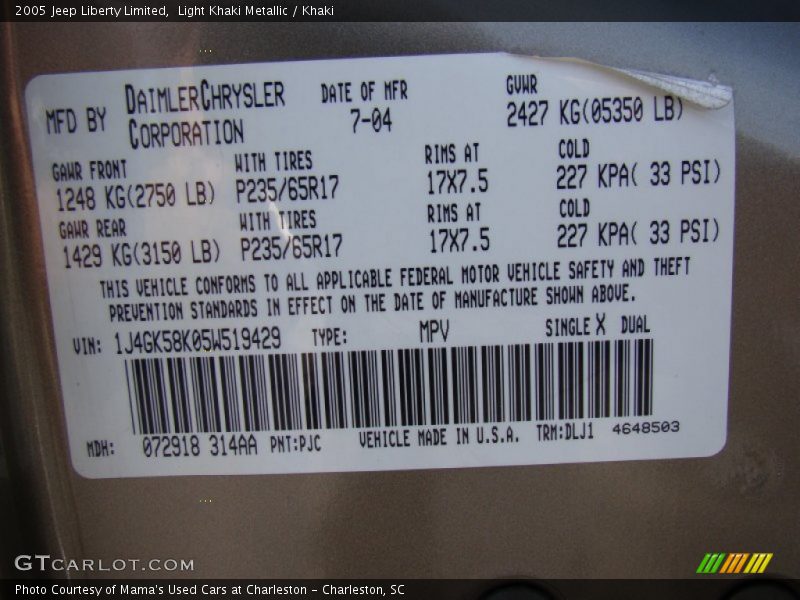 2005 Jeep Liberty Limited,  Light Khaki Metallic / Khaki
MFD BY DAIMLERCHRYSLER CORPORATION DATE OF MFR 7-04 GVWR 2427 KG(05350 LB)
GAWR FRONT WITH TIRES RIMS AT COLD
1248 KG(2750 LB) P235/65R17 17X7.5 227 KPA( 33 PSI)
GAWR REAR WITH TIRES RIMS AT COLD
1429 KG(3150 LB) P235/65R17 17X7.5 227 KPA( 33 PSI)
THIS VEHICLE CONFORMS TO ALL APPLICABLE FEDERAL MOTOR VEHICLE SAFETY AND THEFT
PREVENTION STANDARDS IN EFFECT ON THE DATE OF MANUFACTURE SHOWN ABOVE.
VIN: 1J4GK58K05W519429 TYPE: MPV SINGLE X DUAL
MDH: 072918 314AA PNT:PJC VEHICLE MADE IN U.S.A. TRM:DLJ1 4648503
GTCARLOT.COM
Photo Courtesy of Mama's Used Cars at Charleston - Charleston, SC